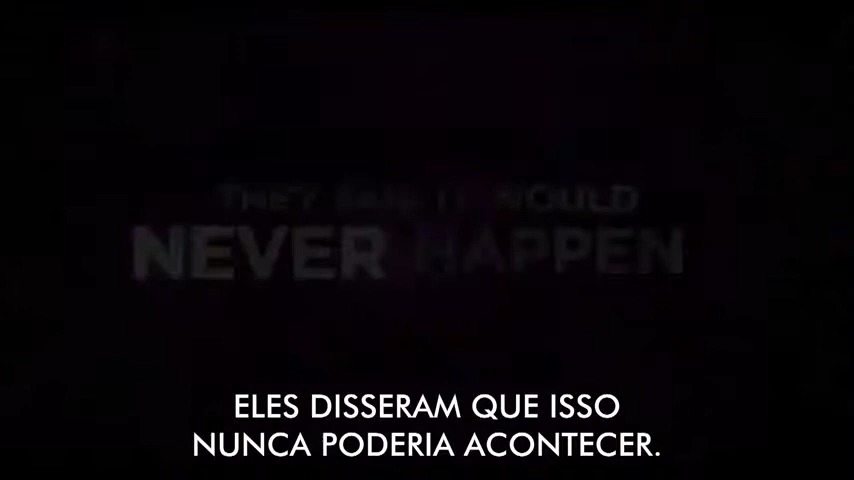 THEY SAID IT WOULD
NEVER HAPPEN
ELES DISSERAM QUE ISSO
NUNCA PODERIA ACONTECER.